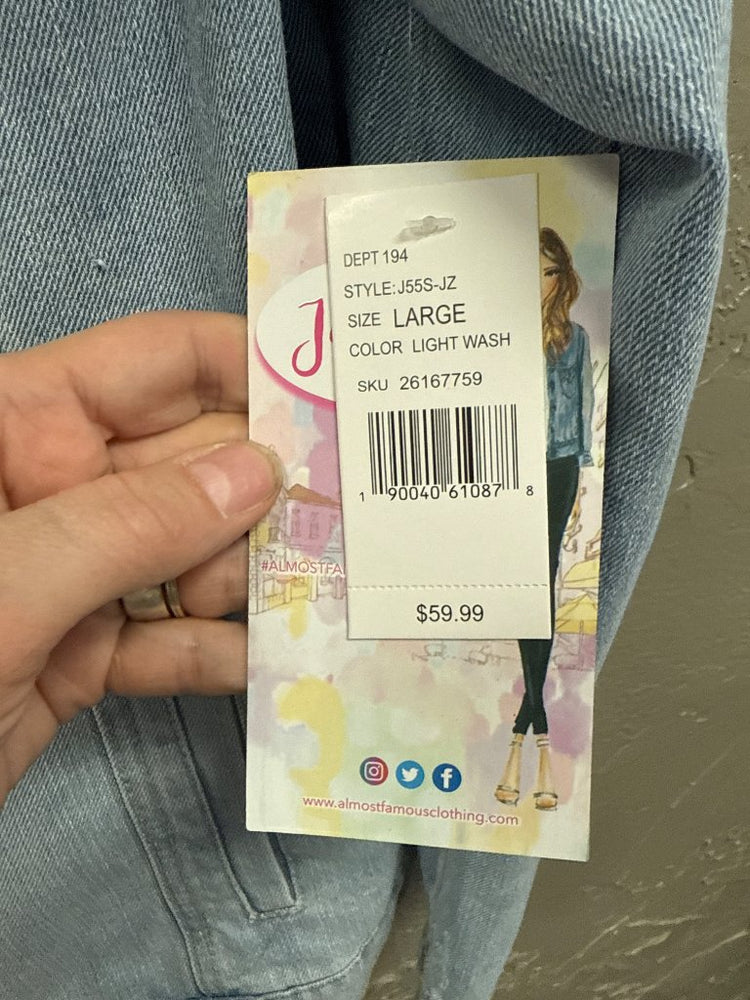 DEPT 194
STYLE:J55S-JZ
SIZE LARGE
COLOR LIGHT WASH
SKU 26167759
1 90040 61087 8
#ALMOSTFA
$59.99
www.almostfamousclothing.com